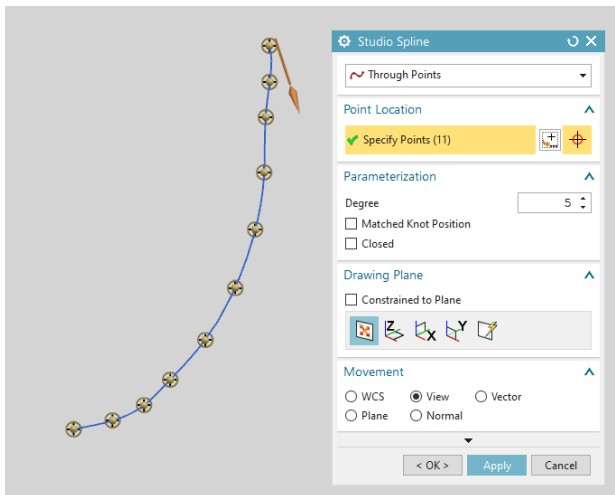 Studio Spline
Through Points
Point Location
Specify Points (11)
Parameterization
Degree 5
Matched Knot Position
Closed
Drawing Plane
Constrained to Plane
Z X Y
Movement
WCS View Vector
Plane Normal
< OK > Apply Cancel